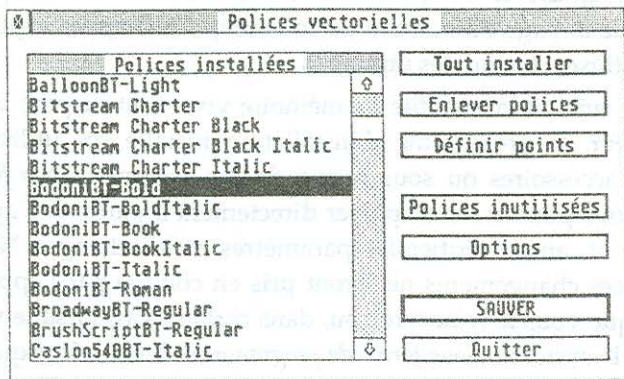 Polices vectorielles
Polices installées
BalloonBT-Light
Bitstream Charter
Bitstream Charter Black
Bitstream Charter Black Italic
Bitstream Charter Italic
BodoniBT-Bold
BodoniBT-BoldItalic
BodoniBT-Book
BodoniBT-BookItalic
BodoniBT-Italic
BodoniBT-Roman
BroadwayBT-Regular
BrushScriptBT-Regular
Caslon540BT-Italic
Tout installer
Enlever polices
Définir points
Polices inutilisées
Options
SAUVER
Quitter